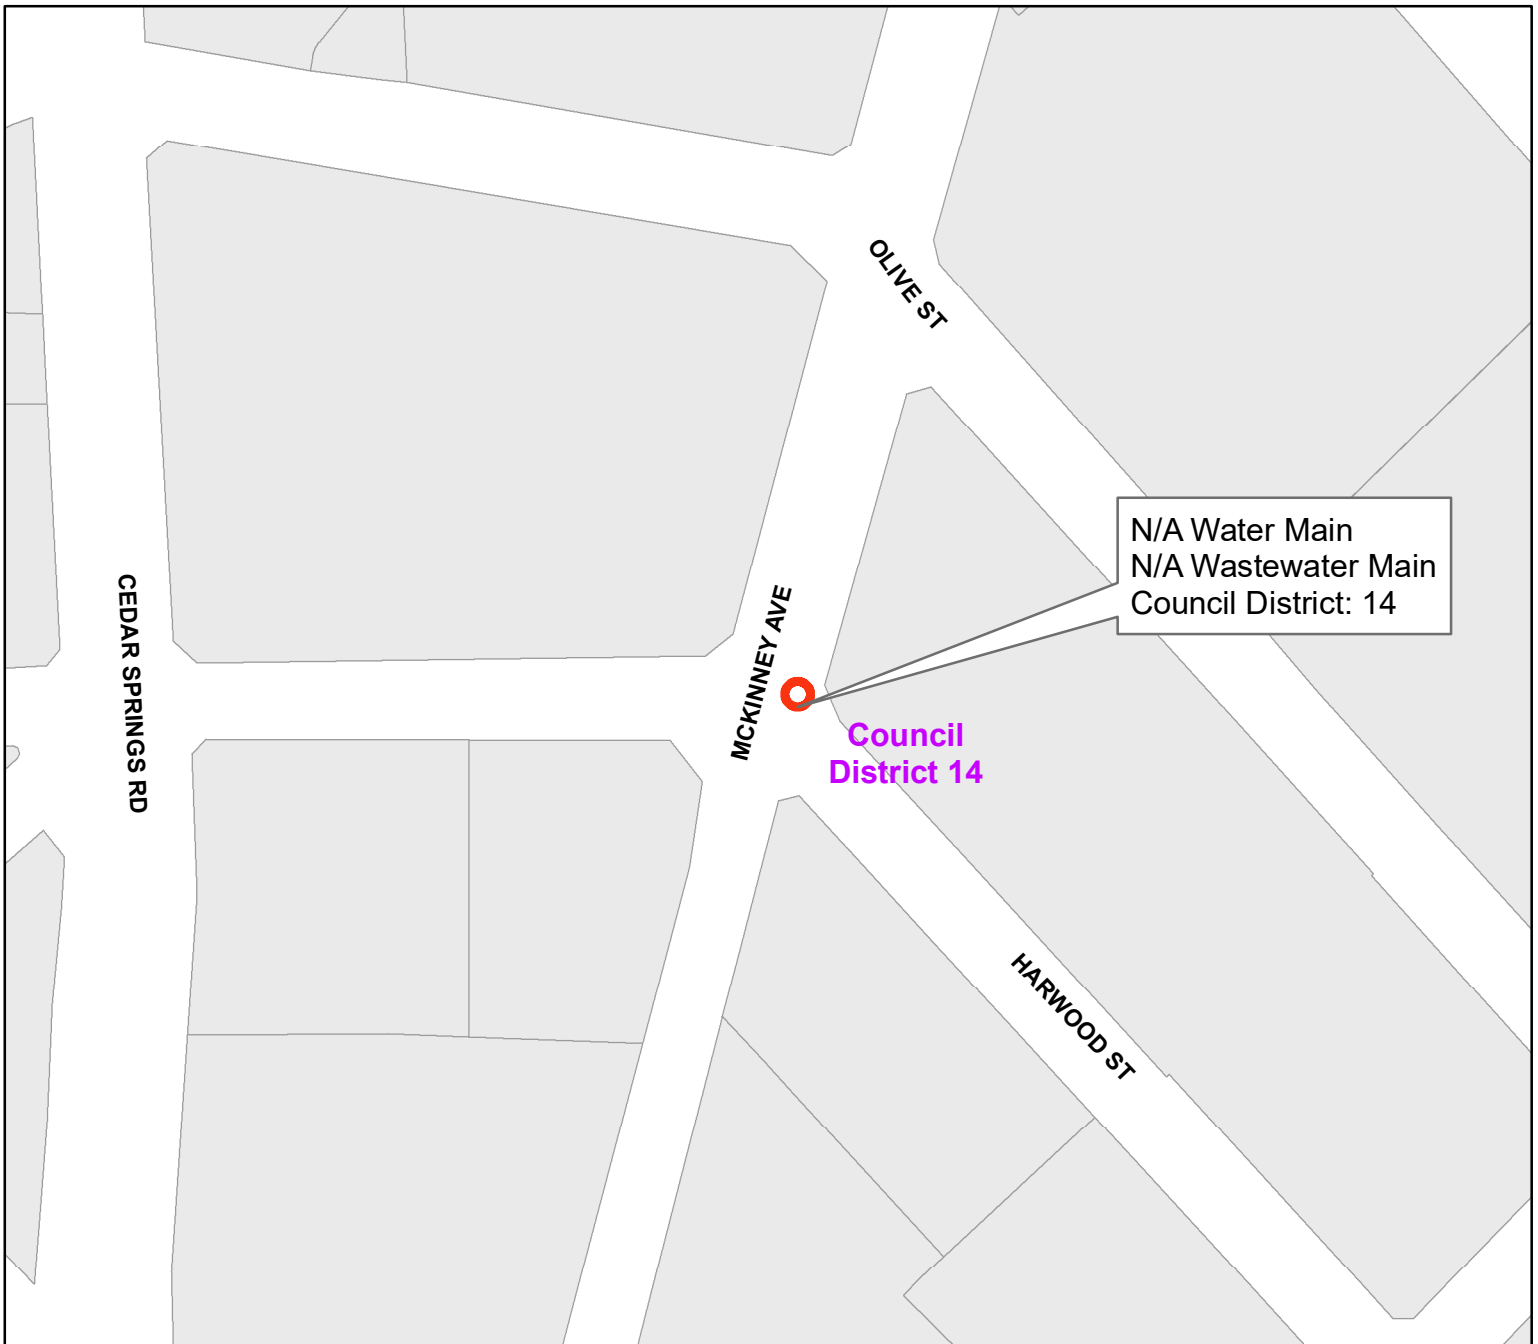 OLIVE ST
N/A Water Main
N/A Wastewater Main
Council District: 14
CEDAR SPRINGS RD
MCKINNEY AVE
Council
District 14
HARWOOD ST